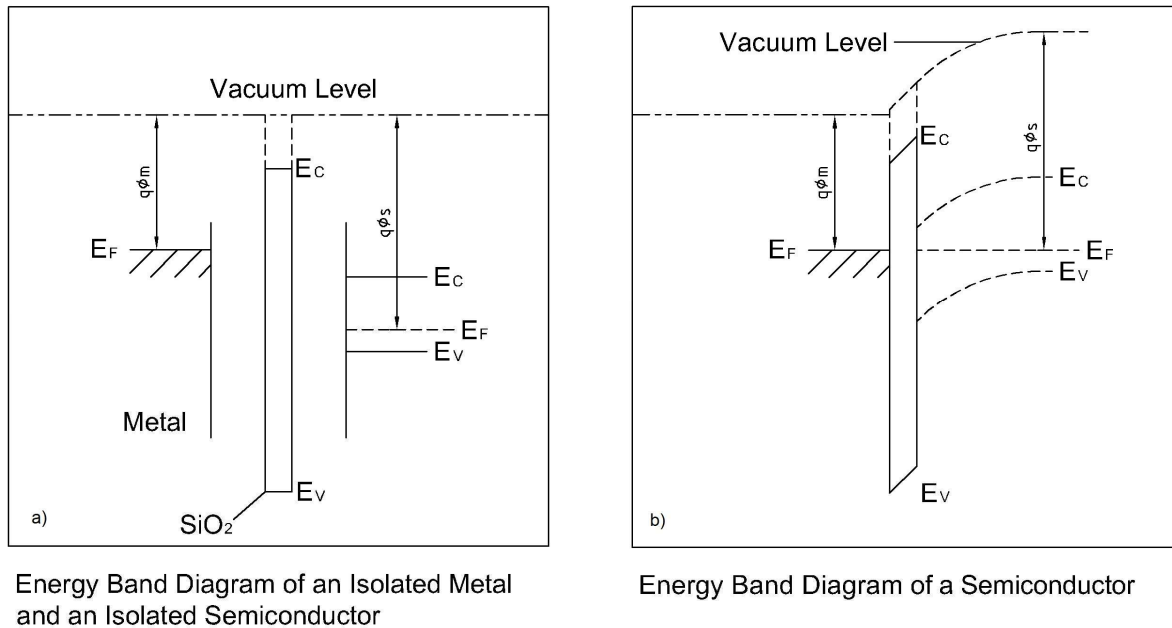 Vacuum Level
qφm
EC
qφs
EF
EC
EF
EV
Metal
EV
SiO2
a)
Energy Band Diagram of an Isolated Metal
and an Isolated Semiconductor
Vacuum Level
EC
qφm
qφs
EC
EF
EF
EV
EV
b)
Energy Band Diagram of a Semiconductor